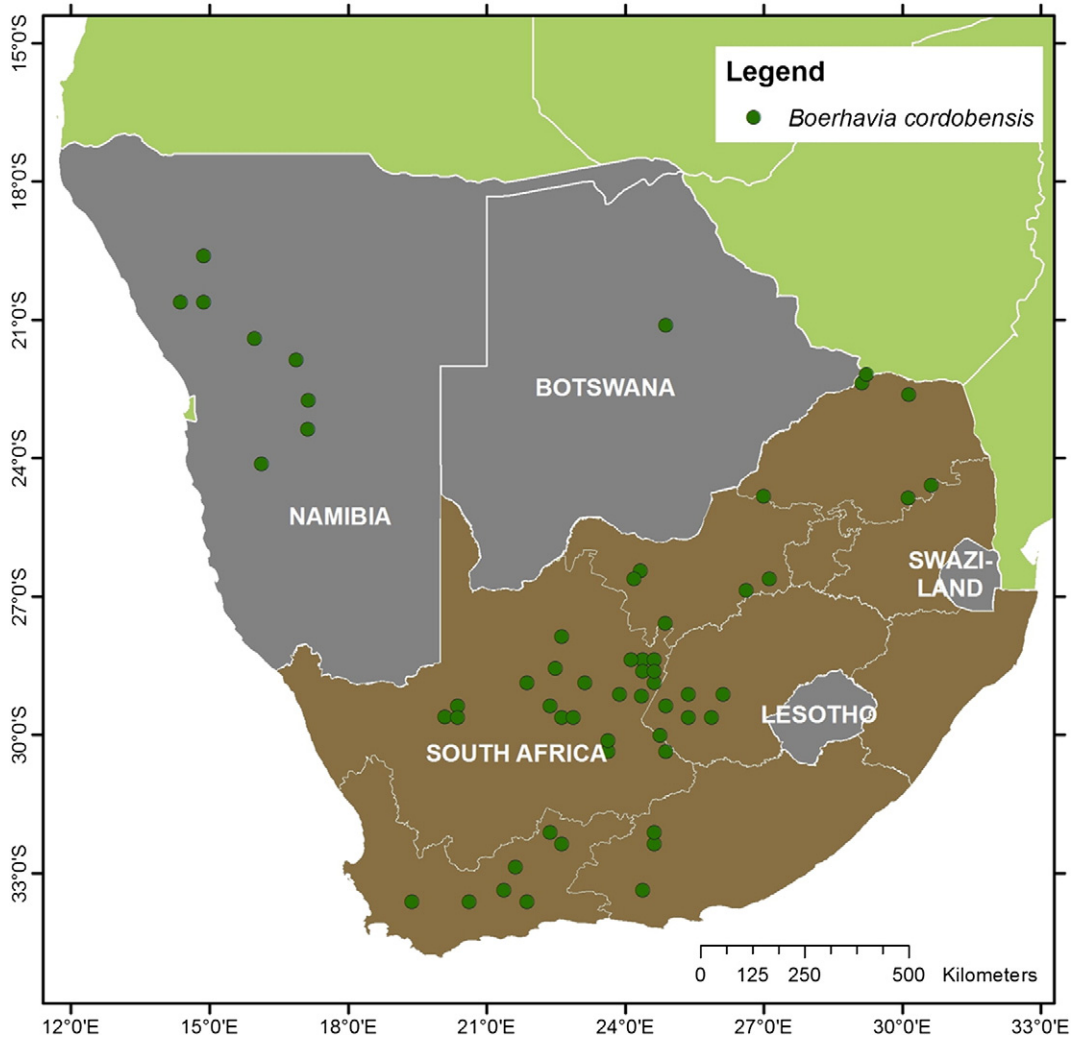 Legend
Boerhavia cordobensis
15°0'S
18°0'S
21°0'S
24°0'S
27°0'S
30°0'S
33°0'S
BOTSWANA
NAMIBIA
SWAZI-
LAND
LESOTHO
SOUTH AFRICA
0 125 250 500 Kilometers
12°0'E 15°0'E 18°0'E 21°0'E 24°0'E 27°0'E 30°0'E 33°0'E